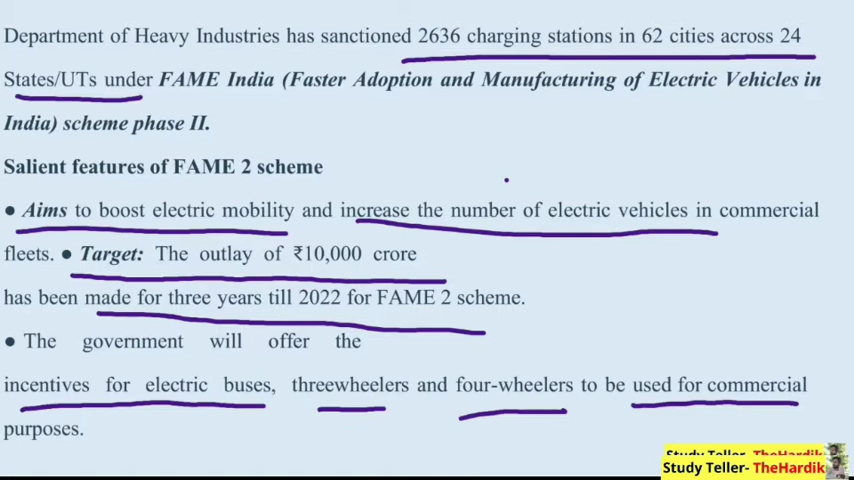 Department of Heavy Industries has sanctioned 2636 charging stations in 62 cities across 24
States/UTs under FAME India (Faster Adoption and Manufacturing of Electric Vehicles in
India) scheme phase II.
Salient features of FAME 2 scheme
● Aims to boost electric mobility and increase the number of electric vehicles in commercial
fleets. ● Target: The outlay of ₹10,000 crore
has been made for three years till 2022 for FAME 2 scheme.
● The government will offer the
incentives for electric buses, threewheelers and four-wheelers to be used for commercial
purposes.
Study Teller- TheHardik
Study Teller- TheHardik